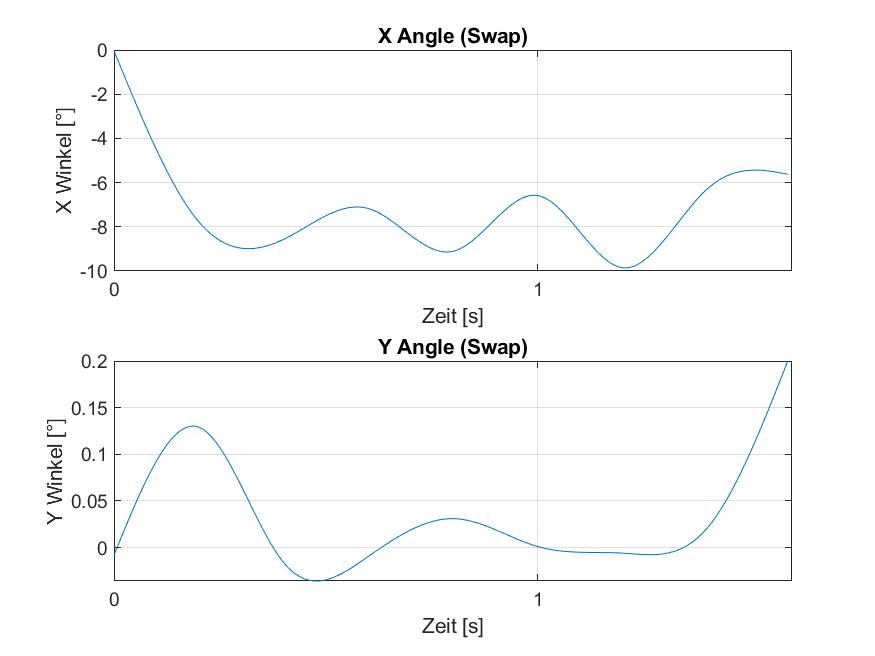 X Angle (Swap)
X Winkel [°]
0
-2
-4
-6
-8
-10
0 1
Zeit [s]
Y Angle (Swap)
Y Winkel [°]
0.2
0.15
0.1
0.05
0
0 1
Zeit [s]